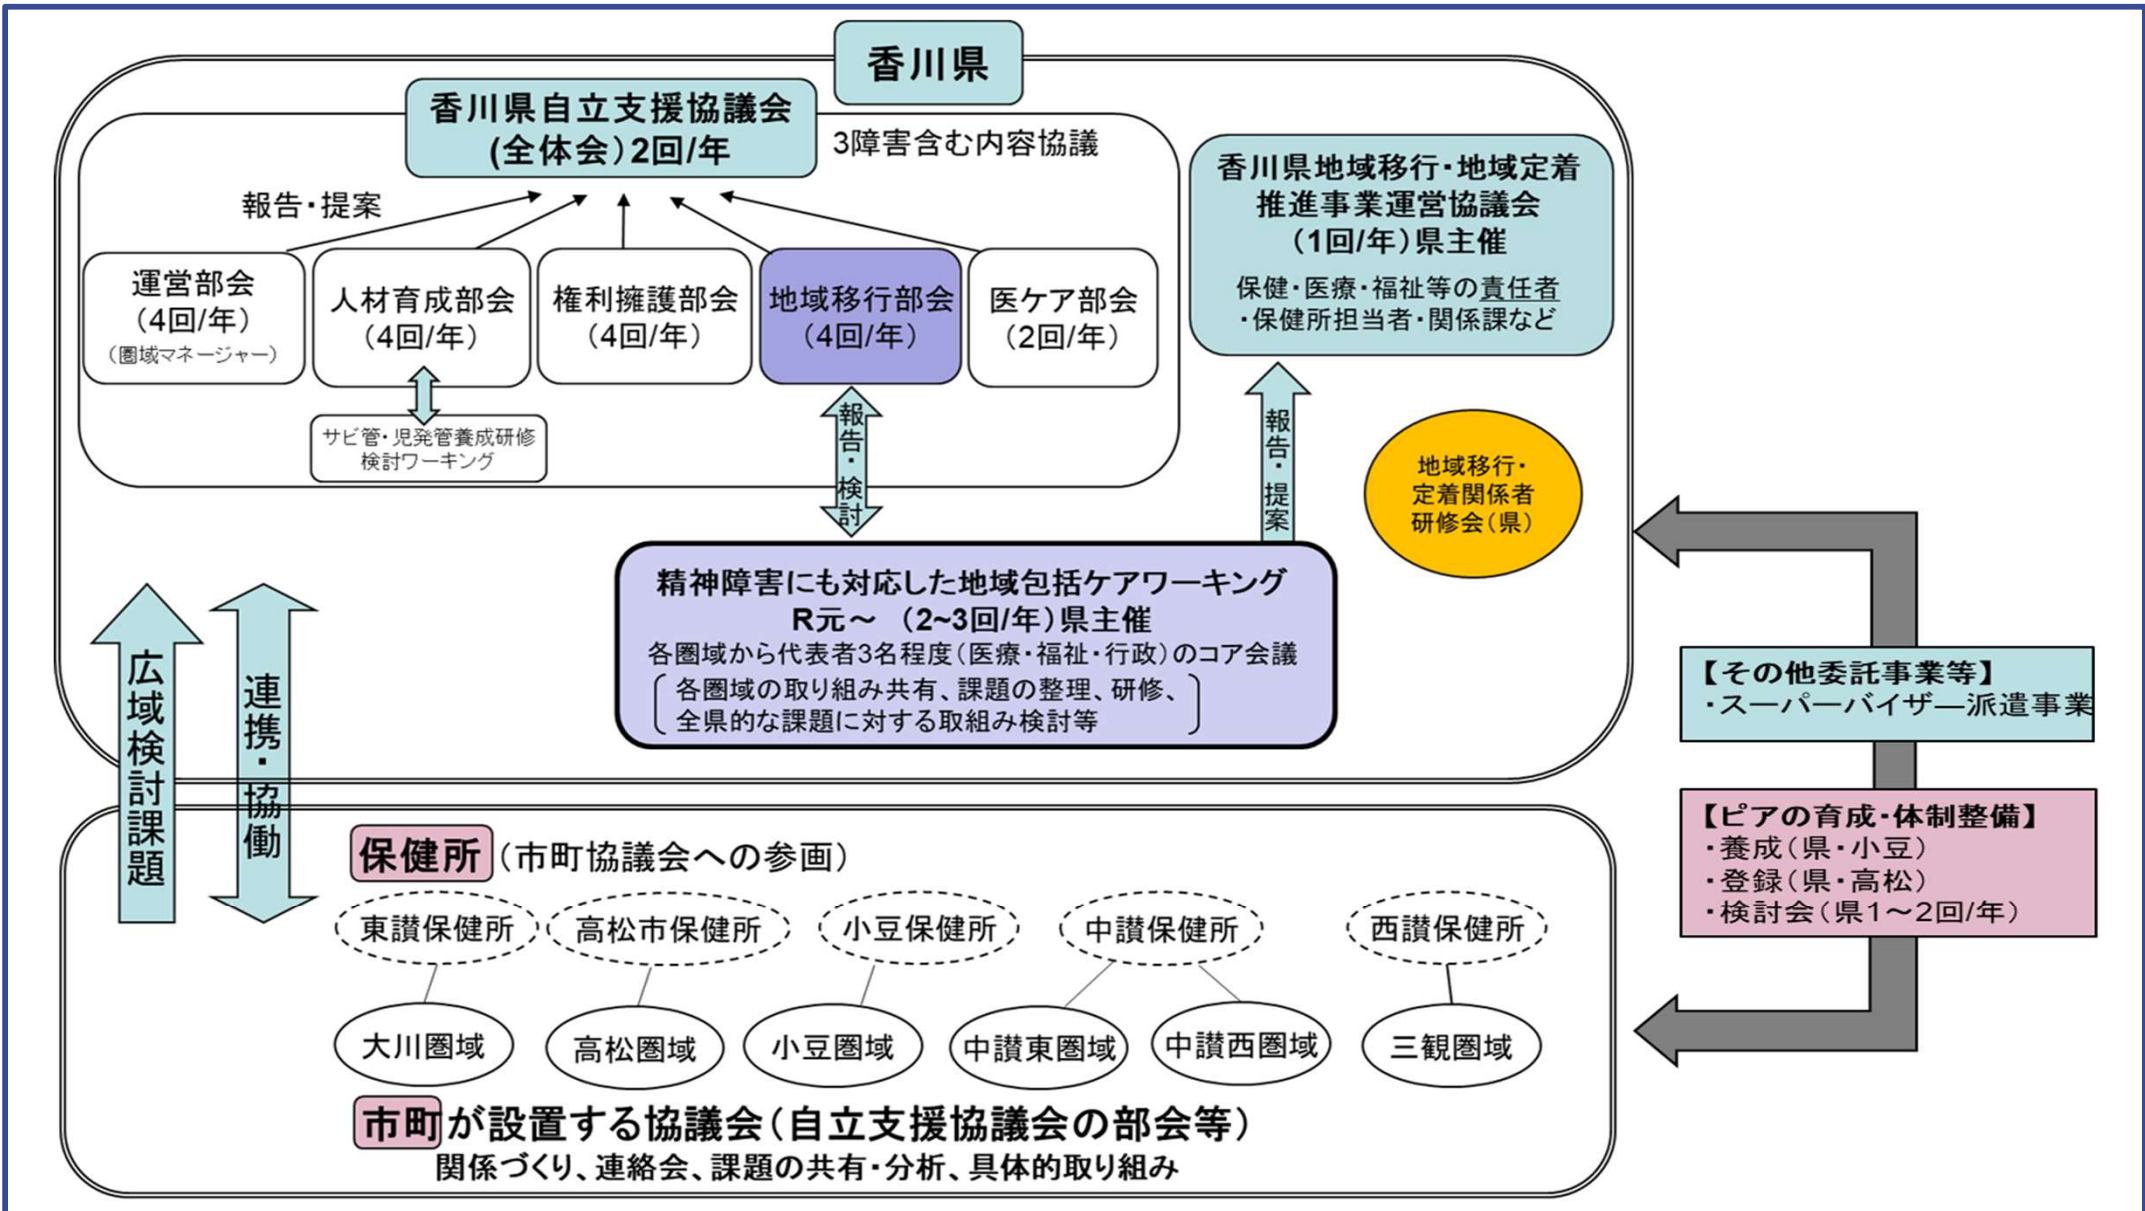 香川県
香川県自立支援協議会
(全体会)2回/年
3障害含む内容協議
報告・提案
運営部会
(4回/年)
(圏域マネージャー)
人材育成部会
(4回/年)
権利擁護部会
(4回/年)
地域移行部会
(4回/年)
医ケア部会
(2回/年)
サビ管・児発管養成研修
検討ワーキング
報告・検討
香川県地域移行・地域定着
推進事業運営協議会
(1回/年)県主催
保健・医療・福祉等の責任者
・保健所担当者・関係課など
報告・提案
地域移行・
定着関係者
研修会(県)
精神障害にも対応した地域包括ケアワーキング
R元～ (2~3回/年)県主催
各圏域から代表者3名程度(医療・福祉・行政)のコア会議
各圏域の取り組み共有、課題の整理、研修、
全県的な課題に対する取組み検討等
広域検討課題
連携・協働
【その他委託事業等】
・スーパーバイザ―派遣事業
【ピアの育成・体制整備】
・養成(県・小豆)
・登録(県・高松)
・検討会(県1～2回/年)
保健所(市町協議会への参画)
東讃保健所
高松市保健所
小豆保健所
中讃保健所
西讃保健所
大川圏域
高松圏域
小豆圏域
中讃東圏域
中讃西圏域
三観圏域
市町が設置する協議会(自立支援協議会の部会等)
関係づくり、連絡会、課題の共有・分析、具体的取り組み